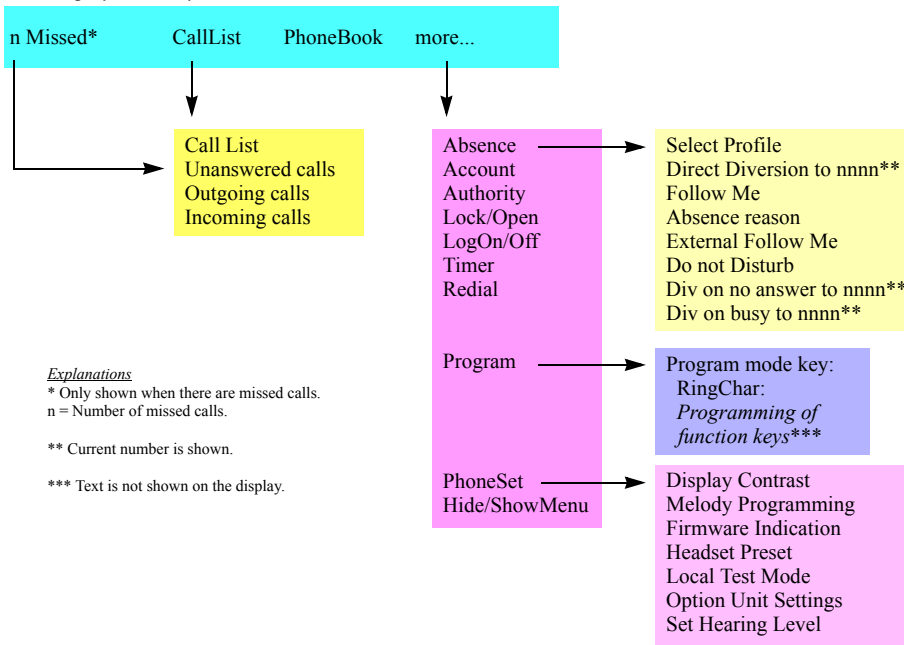 n Missed* CallList PhoneBook more...
Call List
Unanswered calls
Outgoing calls
Incoming calls
Absence
Account
Authority
Lock/Open
LogOn/Off
Timer
Redial
Program
PhoneSet
Hide/ShowMenu
Select Profile
Direct Diversion to nnnn**
Follow Me
Absence reason
External Follow Me
Do not Disturb
Div on no answer to nnnn**
Div on busy to nnnn**
Program mode key:
RingChar:
Programming of
function keys***
Display Contrast
Melody Programming
Firmware Indication
Headset Preset
Local Test Mode
Option Unit Settings
Set Hearing Level
Explanations
* Only shown when there are missed calls.
n = Number of missed calls.
** Current number is shown.
*** Text is not shown on the display.